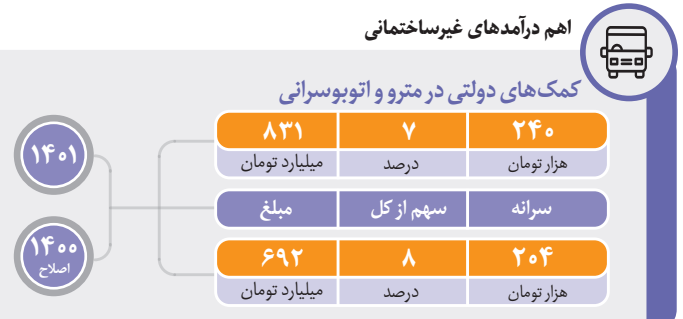 اهم درآمدهای غیرساختمانی
کمک‌های دولتی در مترو و اتوبوسرانی
۲۴۰ ۷ ۸۳۱
هزار تومان درصد میلیارد تومان
۱۴۰۱
سرانه سهم از کل مبلغ
۲۰۴ ۸ ۶۹۲
هزار تومان درصد میلیارد تومان
۱۴۰۰
اصلاح